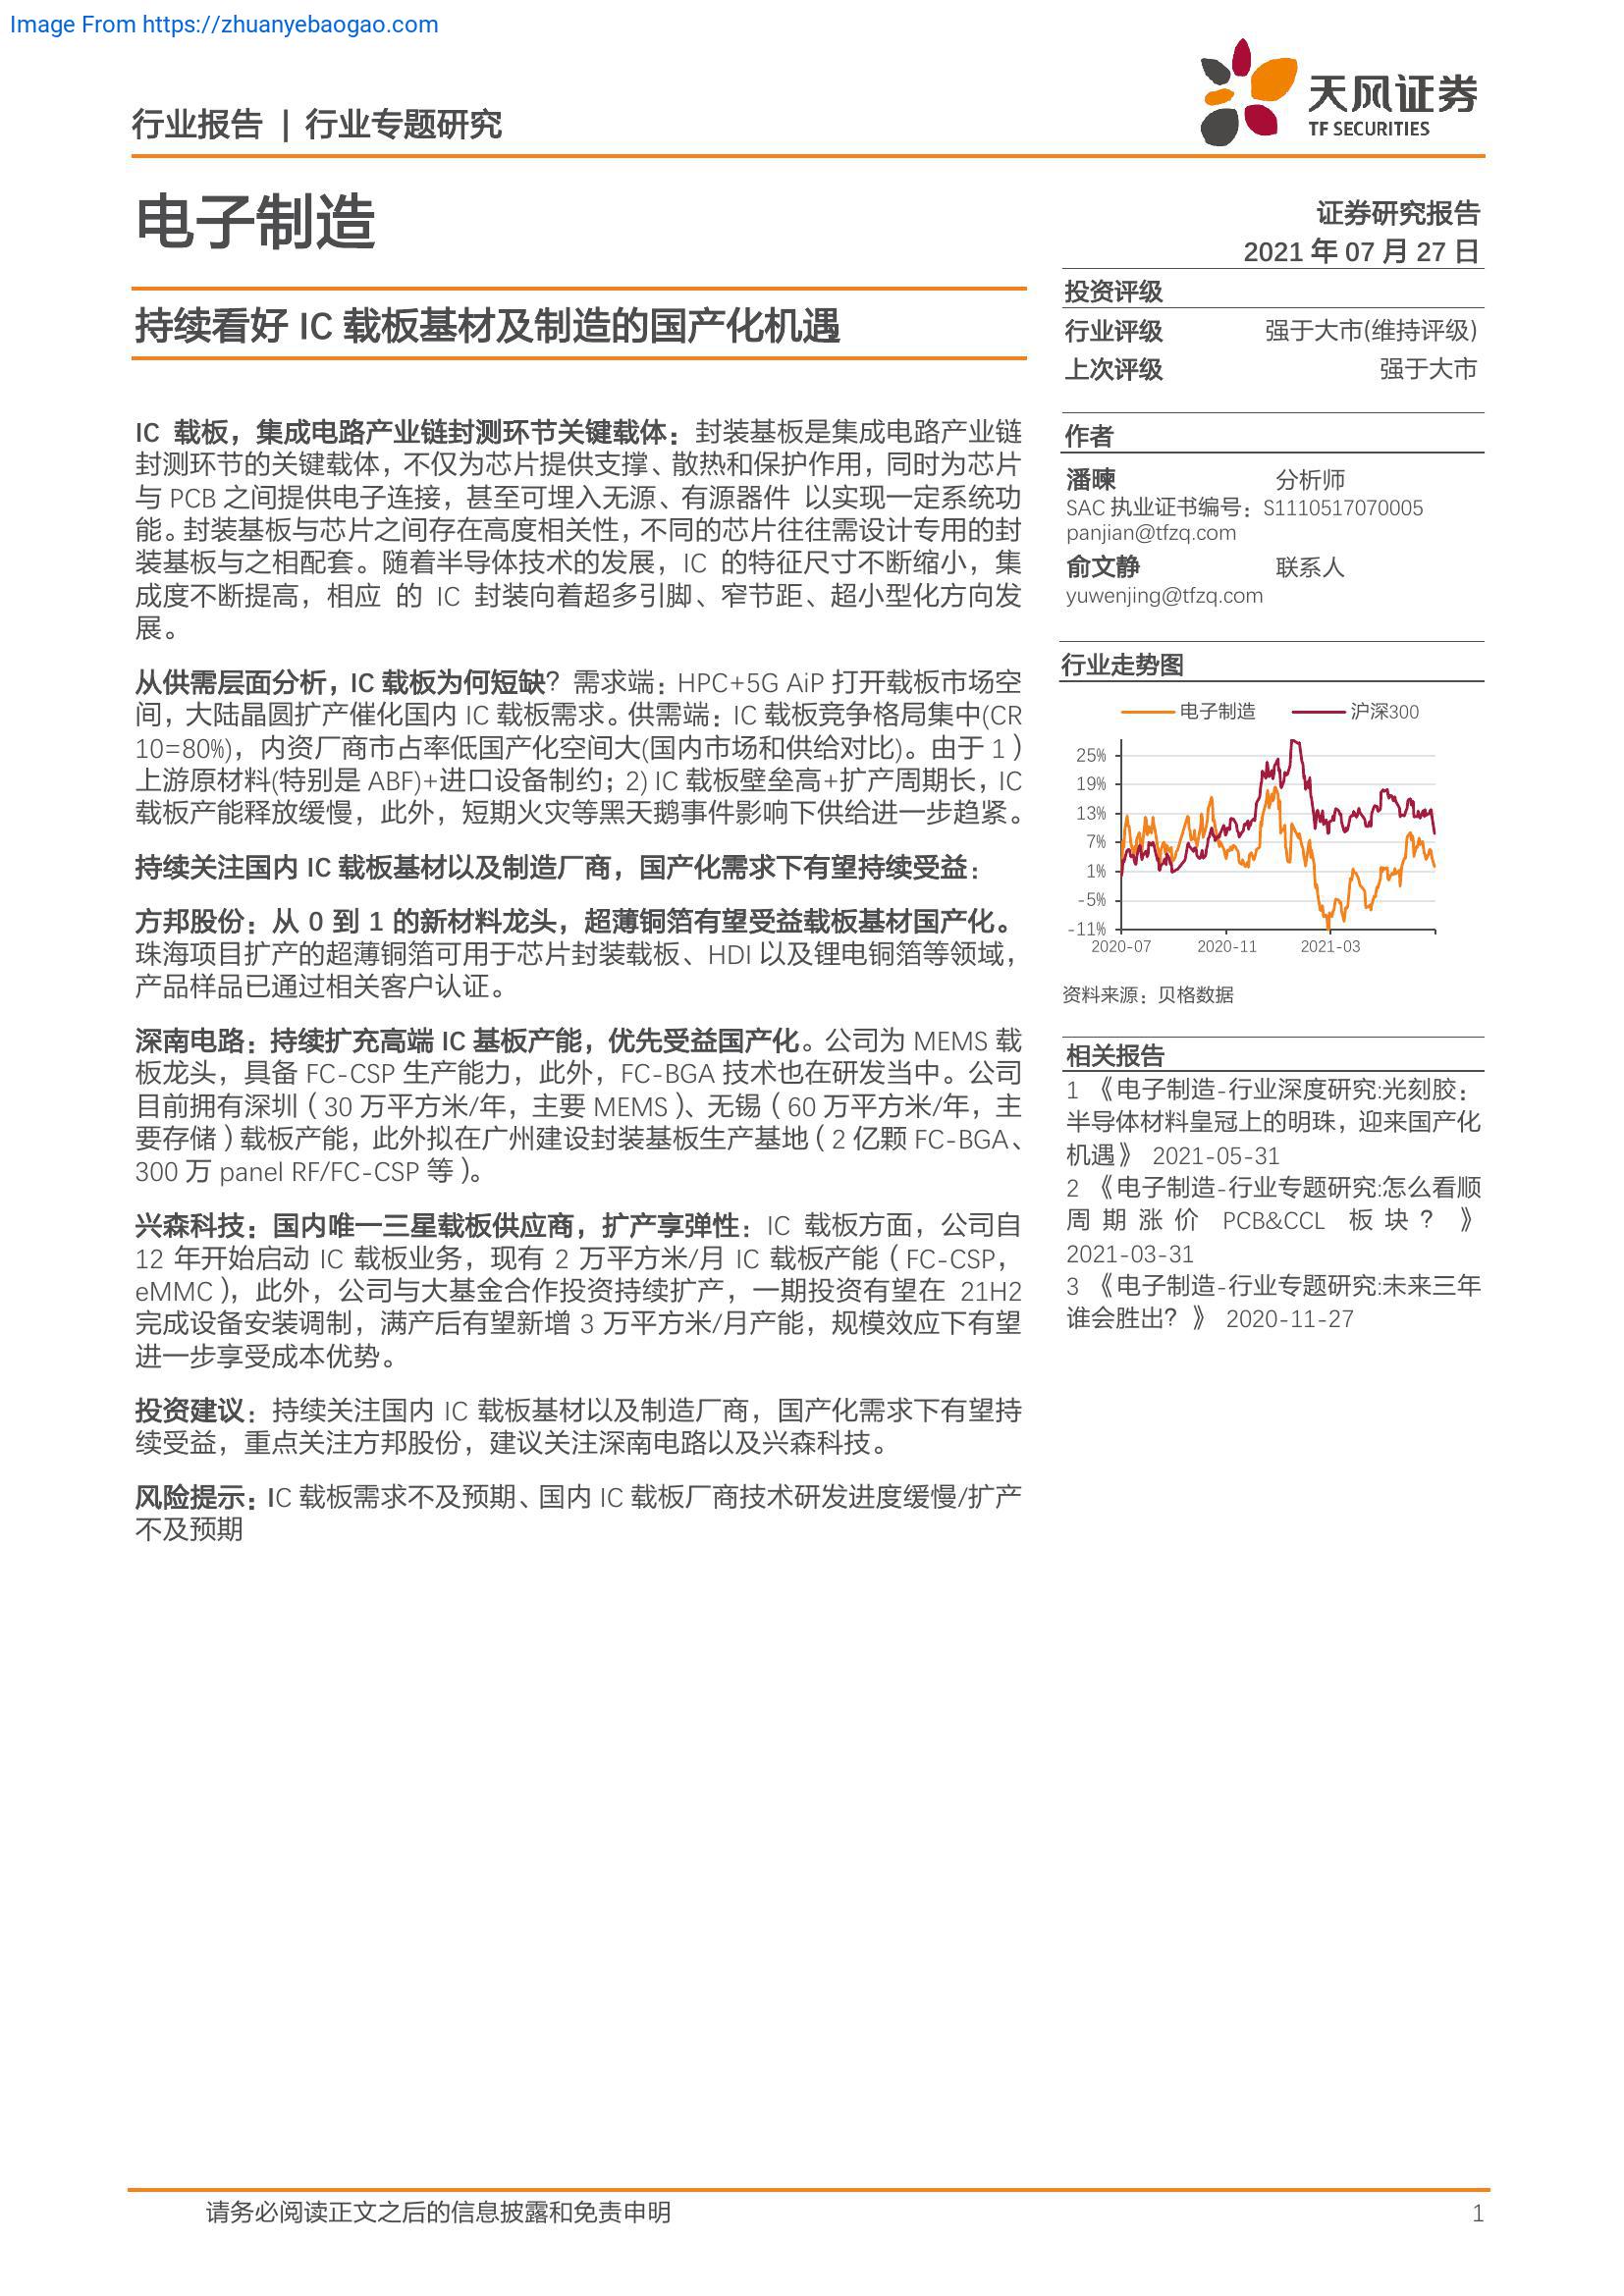 Image From https://zhuanyebaogao.com
行业报告 | 行业专题研究
天风证券
TF SECURITIES
电子制造
证券研究报告
2021 年 07 月 27 日
持续看好 IC 载板基材及制造的国产化机遇
IC 载板，集成电路产业链封测环节关键载体：封装基板是集成电路产业链
封测环节的关键载体，不仅为芯片提供支撑、散热和保护作用，同时为芯片
与 PCB 之间提供电子连接，甚至可埋入无源、有源器件 以实现一定系统功
能。封装基板与芯片之间存在高度相关性，不同的芯片往往需设计专用的封
装基板与之相配套。随着半导体技术的发展，IC 的特征尺寸不断缩小，集
成度不断提高，相应 的 IC 封装向着超多引脚、窄节距、超小型化方向发
展。
从供需层面分析，IC 载板为何短缺？需求端：HPC+5G AiP 打开载板市场空
间，大陆晶圆扩产催化国内 IC 载板需求。供需端：IC 载板竞争格局集中(CR
10=80%)，内资厂商市占率低国产化空间大(国内市场和供给对比)。由于 1）
上游原材料(特别是 ABF)+进口设备制约；2) IC 载板壁垒高+扩产周期长，IC
载板产能释放缓慢，此外，短期火灾等黑天鹅事件影响下供给进一步趋紧。
持续关注国内 IC 载板基材以及制造厂商，国产化需求下有望持续受益：
方邦股份：从 0 到 1 的新材料龙头，超薄铜箔有望受益载板基材国产化。
珠海项目扩产的超薄铜箔可用于芯片封装载板、HDI 以及锂电铜箔等领域，
产品样品已通过相关客户认证。
深南电路：持续扩充高端 IC 基板产能，优先受益国产化。公司为 MEMS 载
板龙头，具备 FC-CSP 生产能力，此外，FC-BGA 技术也在研发当中。公司
目前拥有深圳（30 万平方米/年，主要 MEMS）、无锡（60 万平方米/年，主
要存储）载板产能，此外拟在广州建设封装基板生产基地（2 亿颗 FC-BGA、
300 万 panel RF/FC-CSP 等）。
兴森科技：国内唯一三星载板供应商，扩产享弹性：IC 载板方面，公司自
12 年开始启动 IC 载板业务，现有 2 万平方米/月 IC 载板产能（FC-CSP，
eMMC），此外，公司与大基金合作投资持续扩产，一期投资有望在 21H2
完成设备安装调制，满产后有望新增 3 万平方米/月产能，规模效应下有望
进一步享受成本优势。
投资建议：持续关注国内 IC 载板基材以及制造厂商，国产化需求下有望持
续受益，重点关注方邦股份，建议关注深南电路以及兴森科技。
风险提示：IC 载板需求不及预期、国内 IC 载板厂商技术研发进度缓慢/扩产
不及预期
投资评级
行业评级 强于大市(维持评级)
上次评级 强于大市
作者
潘暕 分析师
SAC 执业证书编号：S1110517070005
panjian@tfzq.com
俞文静 联系人
yuwenjing@tfzq.com
行业走势图
电子制造 沪深300
25%
19%
13%
7%
1%
-5%
-11%
2020-07 2020-11 2021-03
资料来源：贝格数据
相关报告
1 《电子制造-行业深度研究:光刻胶：
半导体材料皇冠上的明珠，迎来国产化
机遇》 2021-05-31
2 《电子制造-行业专题研究:怎么看顺
周期涨价 PCB&CCL 板块？》
2021-03-31
3 《电子制造-行业专题研究:未来三年
谁会胜出？》 2020-11-27
请务必阅读正文之后的信息披露和免责申明 1